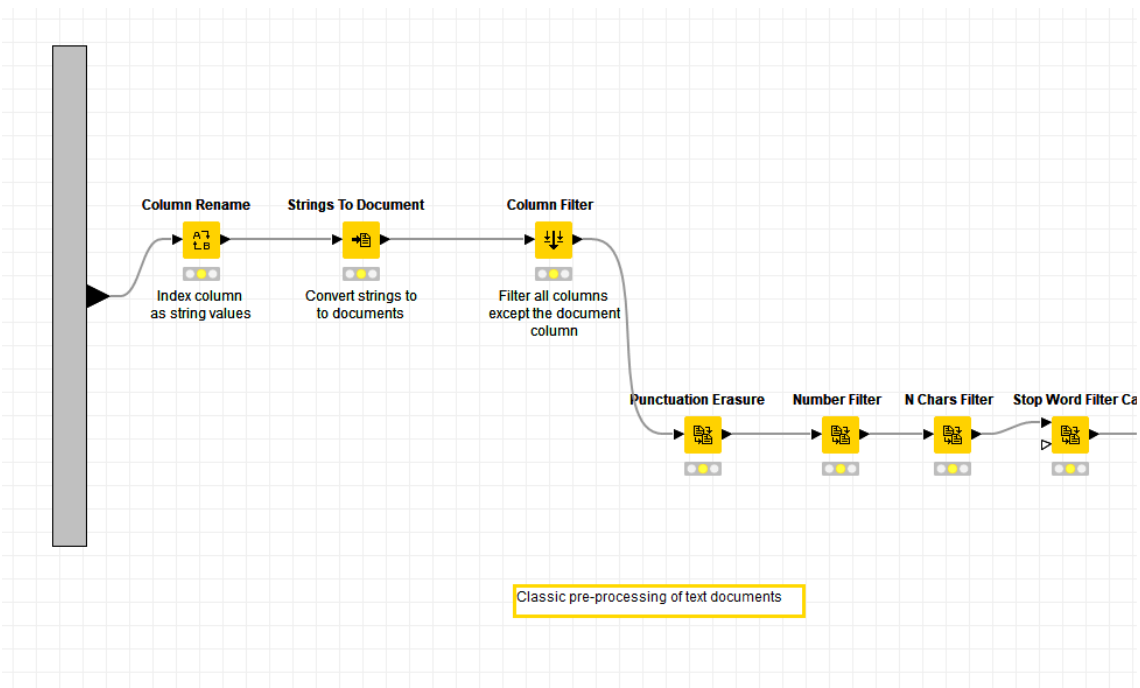 Column Rename
Strings To Document
Column Filter
Index column
as string values
Convert strings to
to documents
Filter all columns
except the document
column
Punctuation Erasure
Number Filter
N Chars Filter
Stop Word Filter Ca
Classic pre-processing of text documents